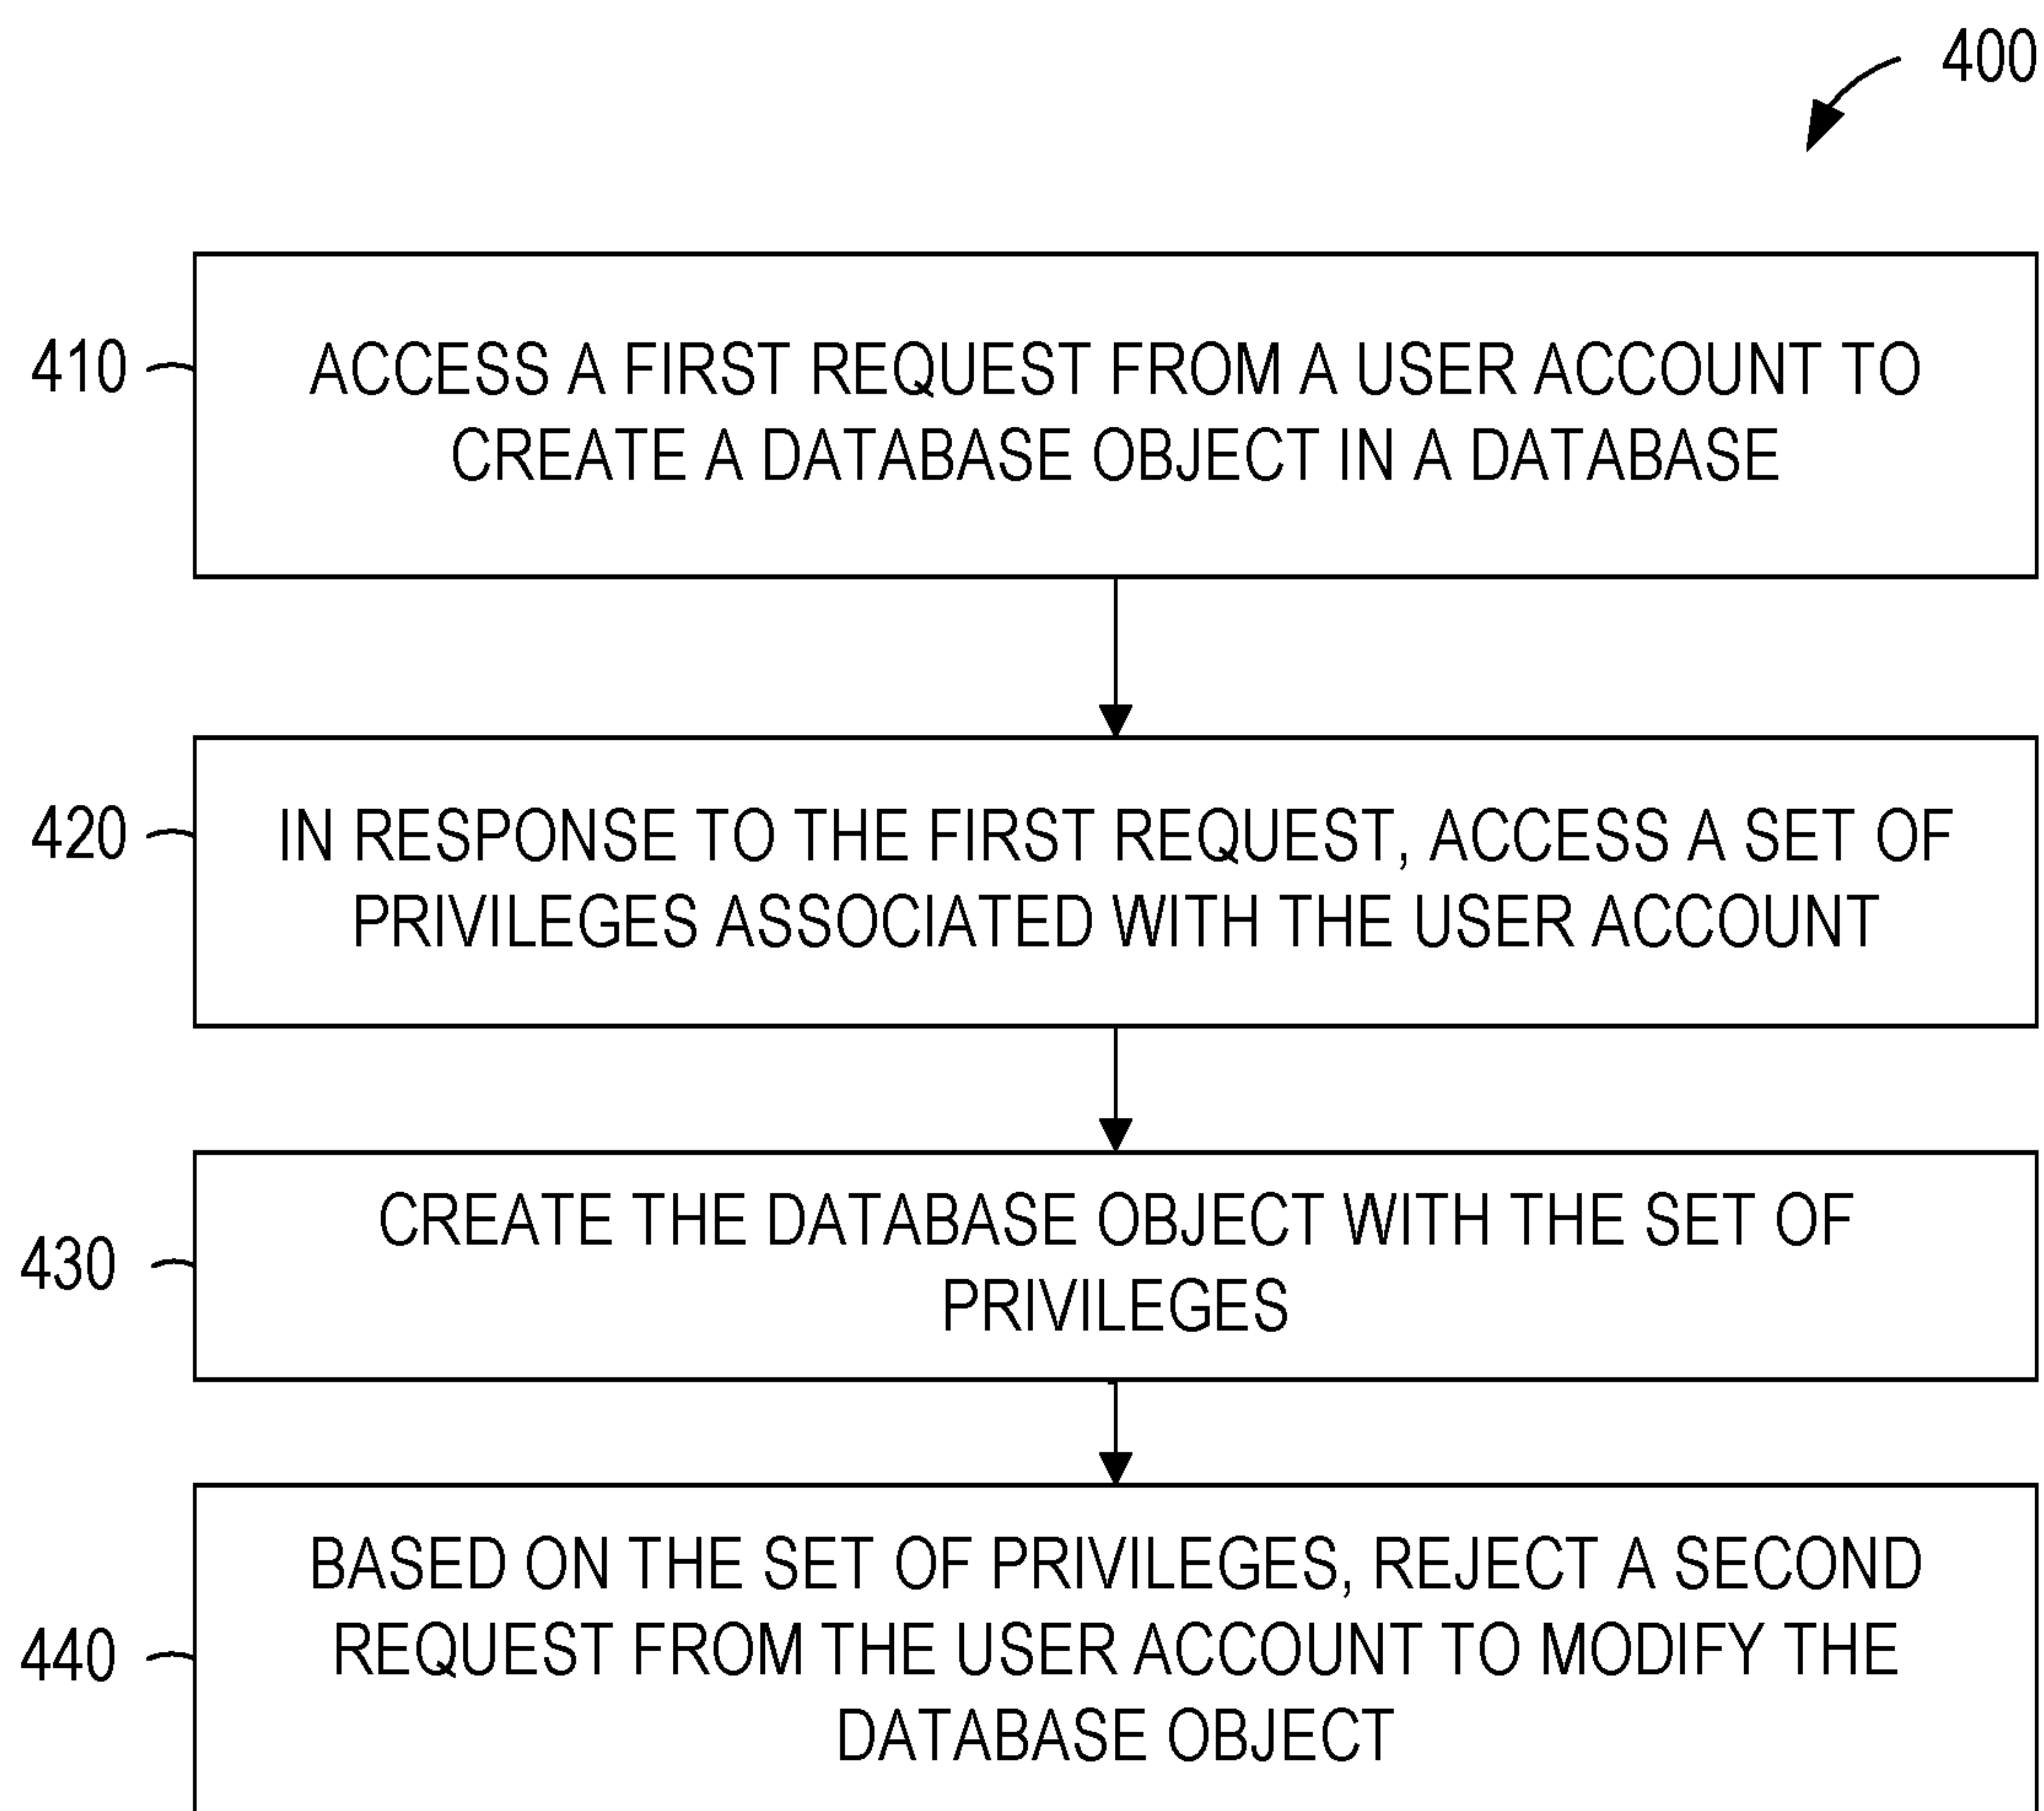 400
410
ACCESS A FIRST REQUEST FROM A USER ACCOUNT TO
CREATE A DATABASE OBJECT IN A DATABASE
420
IN RESPONSE TO THE FIRST REQUEST, ACCESS A SET OF
PRIVILEGES ASSOCIATED WITH THE USER ACCOUNT
430
CREATE THE DATABASE OBJECT WITH THE SET OF
PRIVILEGES
440
BASED ON THE SET OF PRIVILEGES, REJECT A SECOND
REQUEST FROM THE USER ACCOUNT TO MODIFY THE
DATABASE OBJECT